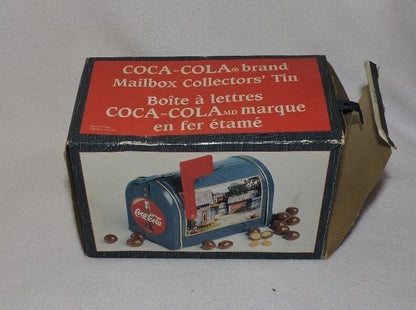 COCA-COLA® brand
Mailbox Collectors' Tin
Boîte à lettres
COCA-COLAMD marque
en fer étamé
Coca-Cola